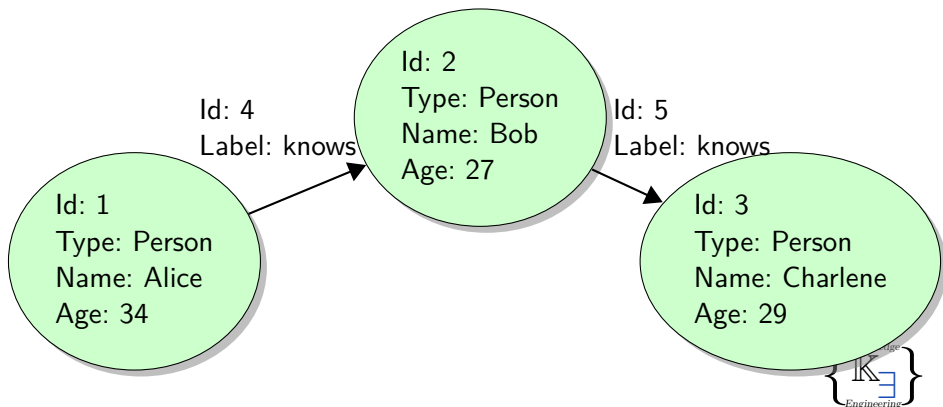 Id: 1
Type: Person
Name: Alice
Age: 34
Id: 4
Label: knows
Id: 2
Type: Person
Name: Bob
Age: 27
Id: 5
Label: knows
Id: 3
Type: Person
Name: Charlene
Age: 29
K∃
Engineering